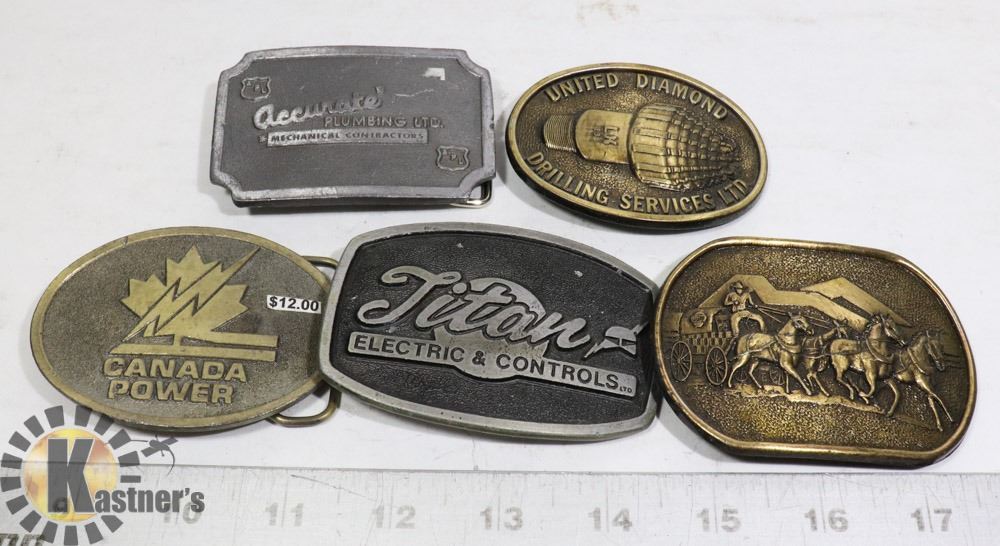 Accurate
PLUMBING LTD.
MECHANICAL CONTRACTORS
UNITED DIAMOND
DRILLING SERVICES LTD
$12.00
CANADA
POWER
Titan
ELECTRIC & CONTROLS LTD
Kastner's
10 11 12 13 14 15 16 17